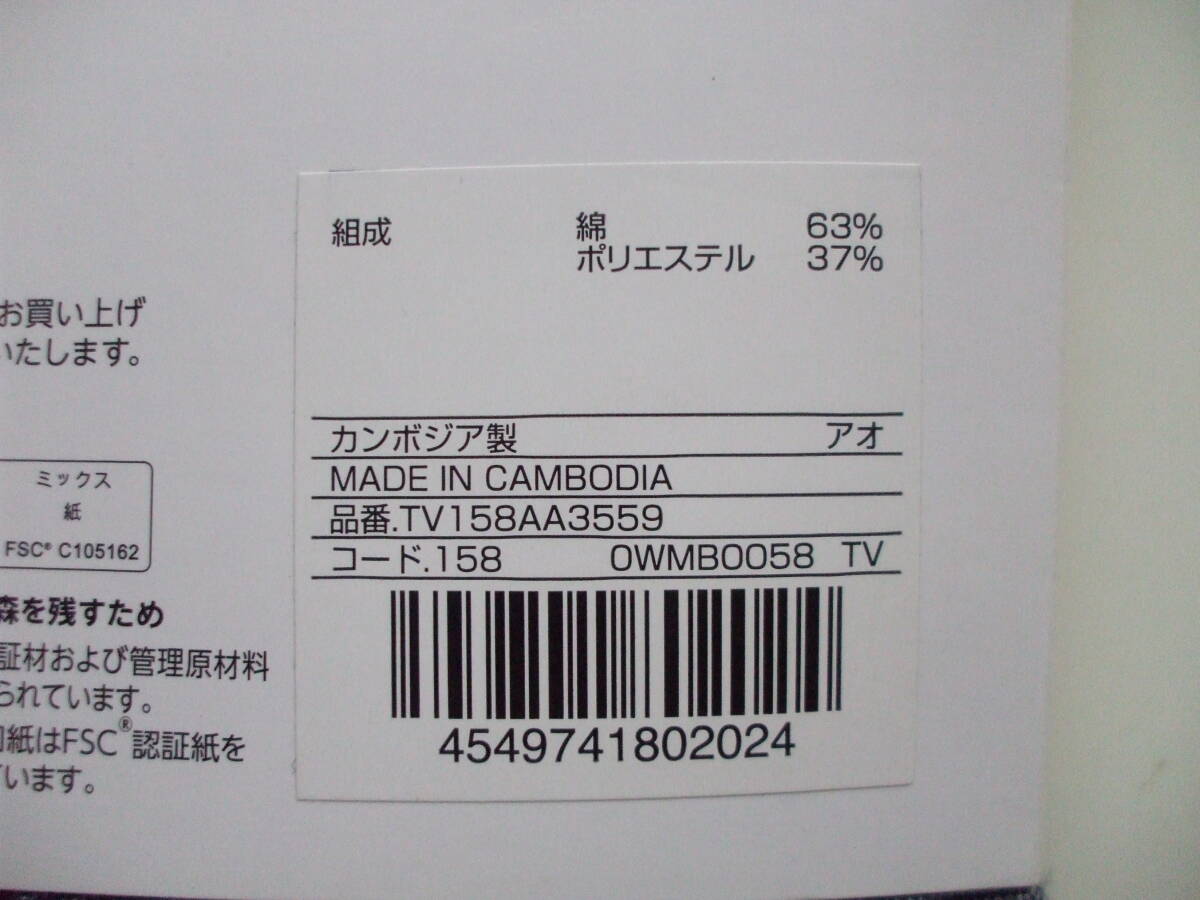 組成 綿 63%
ポリエステル 37%
カンボジア製 アオ
MADE IN CAMBODIA
品番.TV158AA3559
コード.158 0WMB0058 TV
4549741802024
お買い上げ
いたします。
ミックス
紙
FSC® C105162
森を残すため
証材および管理原材料
られています。
紙はFSC®認証紙を
います。